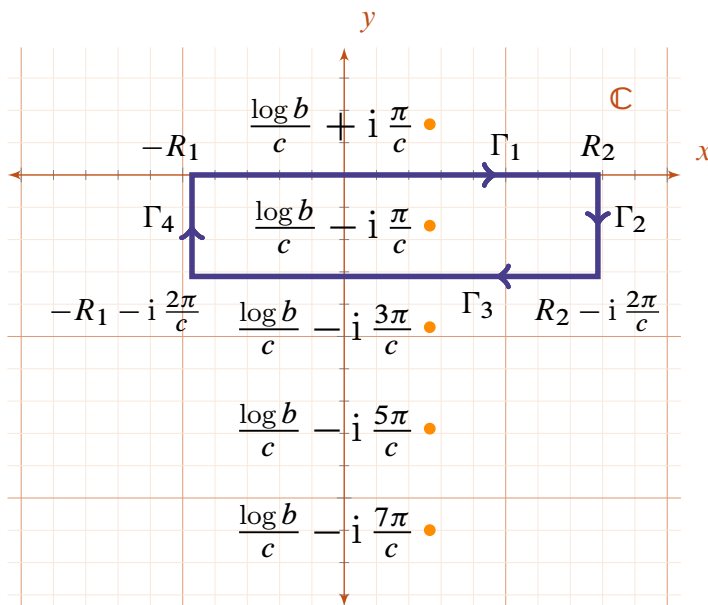 y
ℂ
log b / c + i π / c
−R₁
Γ₁
R₂
x
Γ₄
log b / c − i π / c
Γ₂
−R₁ − i 2π / c
log b / c − i 3π / c
Γ₃
R₂ − i 2π / c
log b / c − i 5π / c
log b / c − i 7π / c